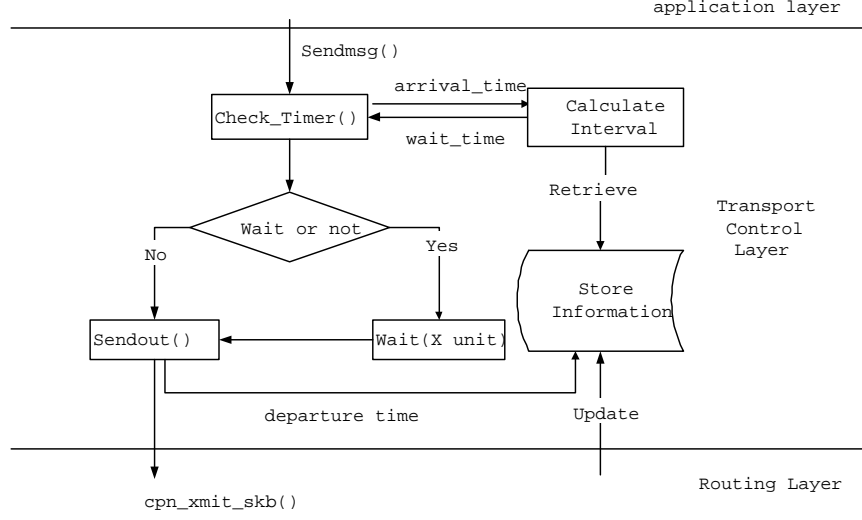 application layer
Sendmsg()
arrival_time
Calculate
Interval
Check_Timer()
wait_time
Retrieve
Transport
Control
Layer
Wait or not
No
Yes
Store
Information
Sendout()
Wait(X unit)
departure time
Update
Routing Layer
cpn_xmit_skb()